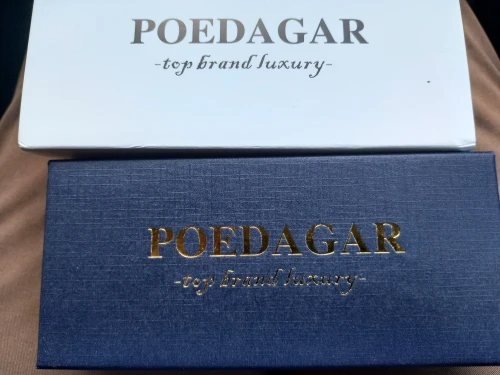 POEDAGAR
-top brand luxury-
POEDAGAR
-top brand luxury-